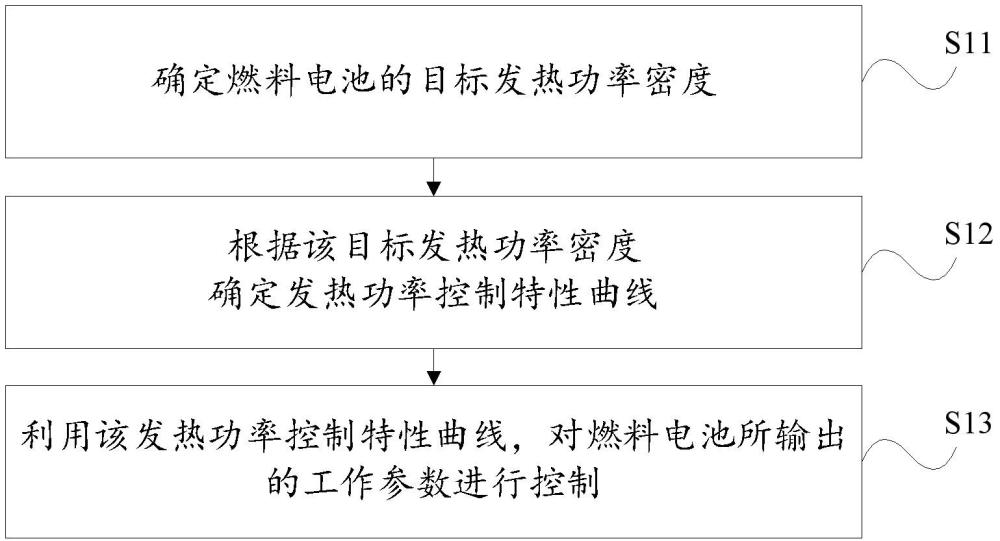 S11
确定燃料电池的目标发热功率密度
S12
根据该目标发热功率密度
确定发热功率控制特性曲线
S13
利用该发热功率控制特性曲线，对燃料电池所输出
的工作参数进行控制